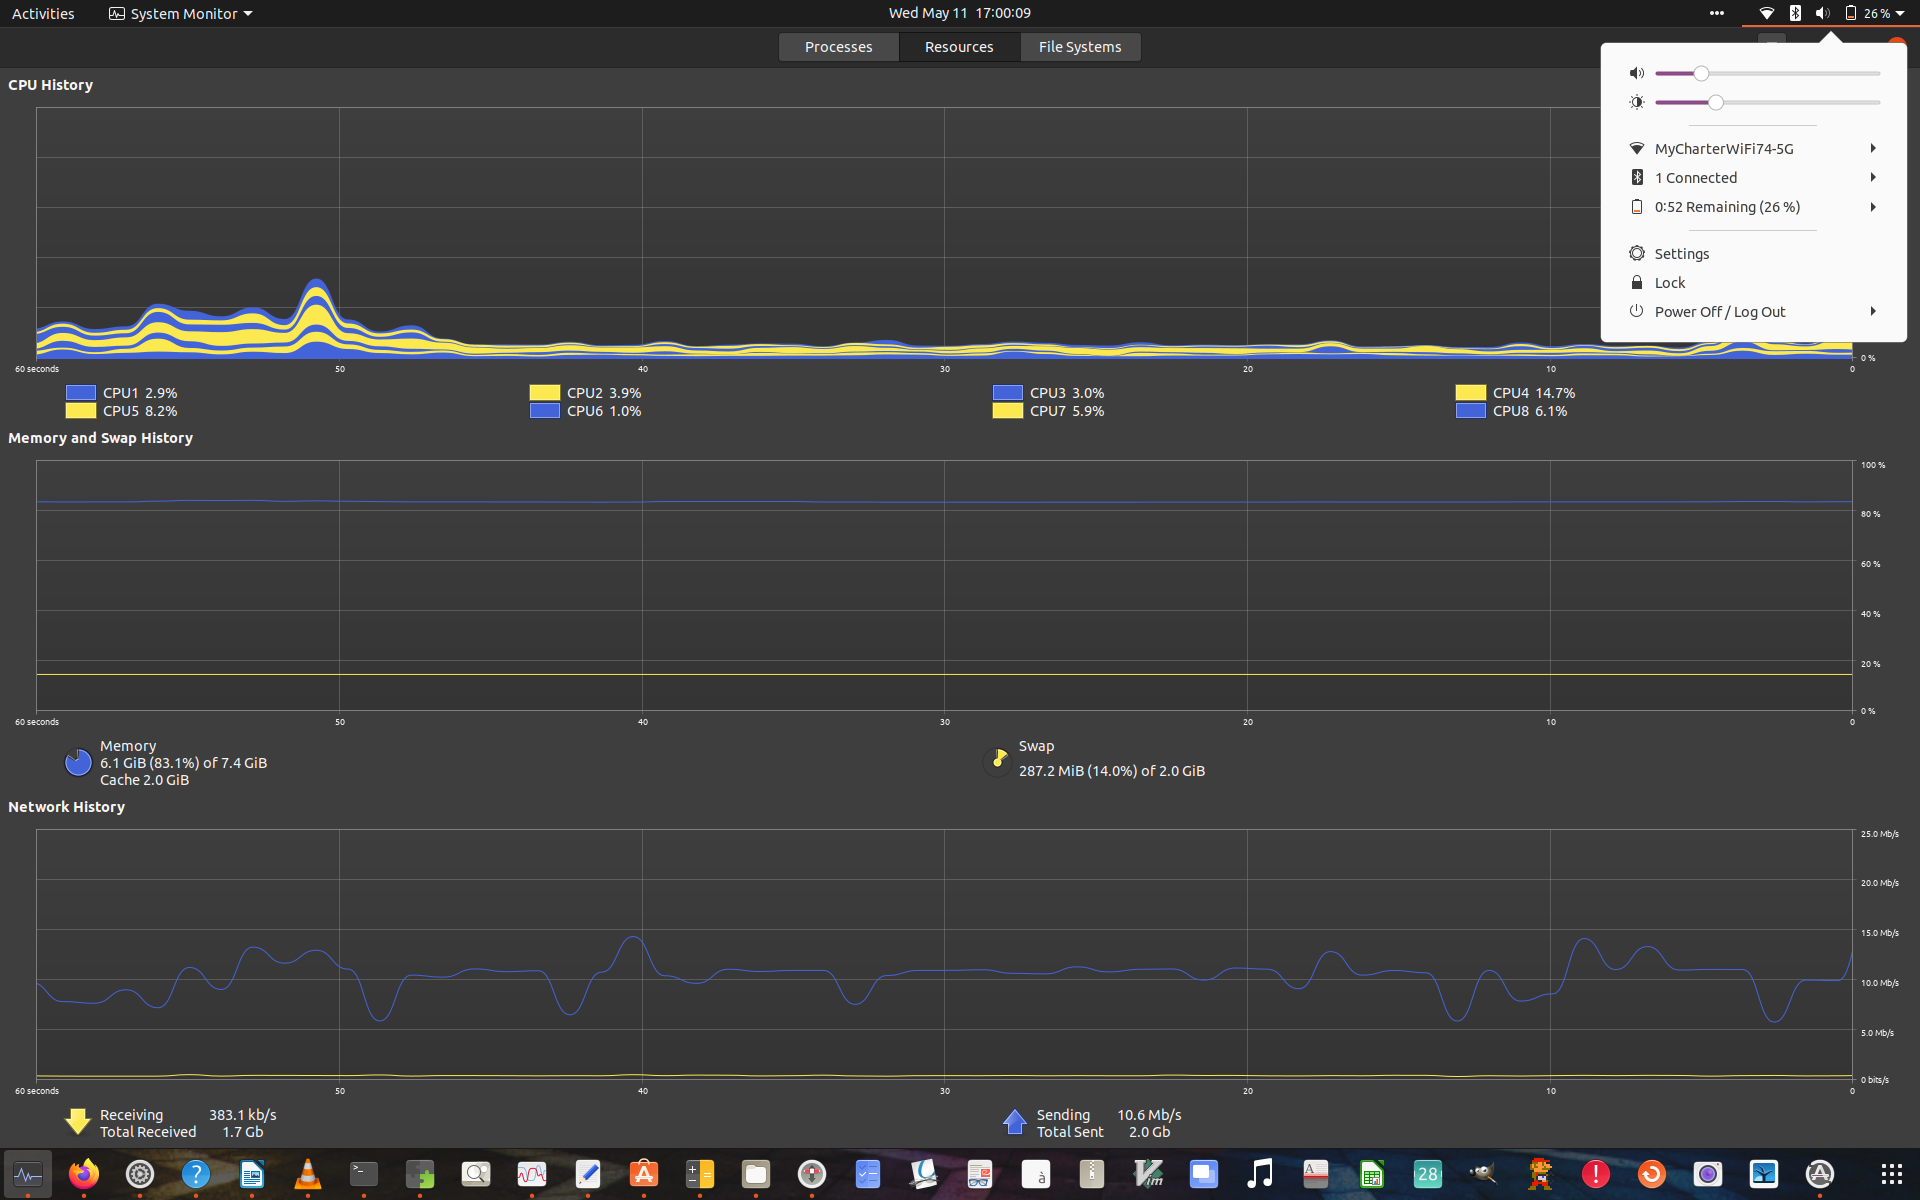 Activities
System Monitor
Wed May 11 17:00:09
26 %
Processes
Resources
File Systems
MyCharterWiFi74-5G
1 Connected
0:52 Remaining (26 %)
Settings
Lock
Power Off / Log Out
CPU History
0 %
60 seconds 50 40 30 20 10 0
CPU1 2.9% CPU2 3.9% CPU3 3.0% CPU4 14.7%
CPU5 8.2% CPU6 1.0% CPU7 5.9% CPU8 6.1%
Memory and Swap History
100 %
80 %
60 %
40 %
20 %
0 %
60 seconds 50 40 30 20 10 0
Memory
6.1 GiB (83.1%) of 7.4 GiB
Cache 2.0 GiB
Swap
287.2 MiB (14.0%) of 2.0 GiB
Network History
25.0 Mb/s
20.0 Mb/s
15.0 Mb/s
10.0 Mb/s
5.0 Mb/s
0 bits/s
60 seconds 50 40 30 20 10 0
Receiving 383.1 kb/s
Total Received 1.7 Gb
Sending 10.6 Mb/s
Total Sent 2.0 Gb
? >_ A à Vim A 28 ! A